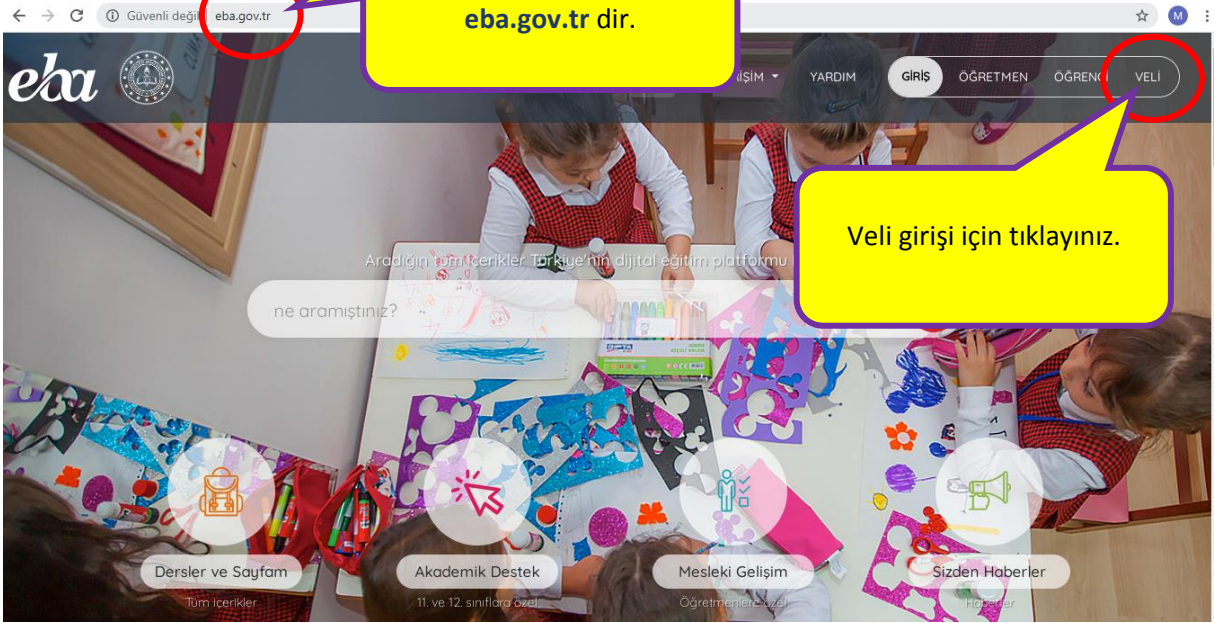 Güvenli değil eba.gov.tr
M
eba.gov.tr dir.
eba
YARDIM GİRİŞ ÖĞRETMEN ÖĞRENCİ VELİ
Veli girişi için tıklayınız.
Aradığın tüm içerikler Türkiye'nin dijital eğitim platformu
ne aramıştınız?
Dersler ve Sayfam Akademik Destek Mesleki Gelişim Sizden Haberler
Tüm içerikler 11. ve 12. sınıflara özel Öğretmenlere özel Haberler